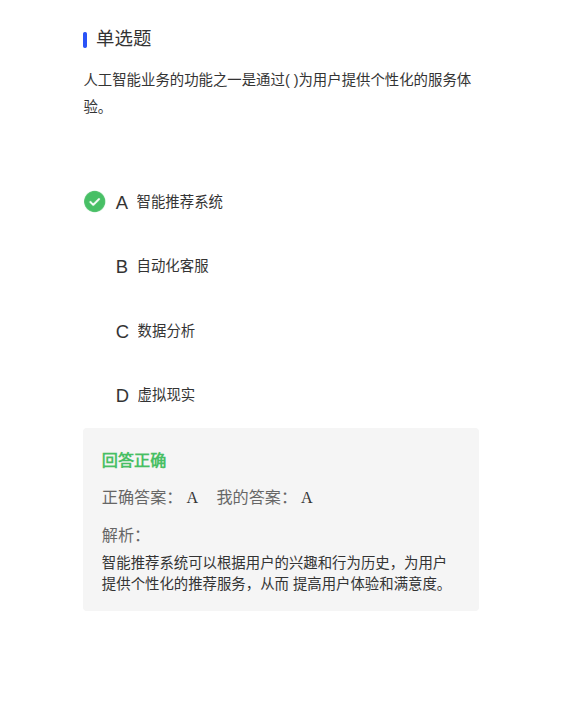 单选题
人工智能业务的功能之一是通过( )为用户提供个性化的服务体
验。
A 智能推荐系统
B 自动化客服
C 数据分析
D 虚拟现实
回答正确
正确答案： A 我的答案： A
解析：
智能推荐系统可以根据用户的兴趣和行为历史，为用户
提供个性化的推荐服务，从而 提高用户体验和满意度。